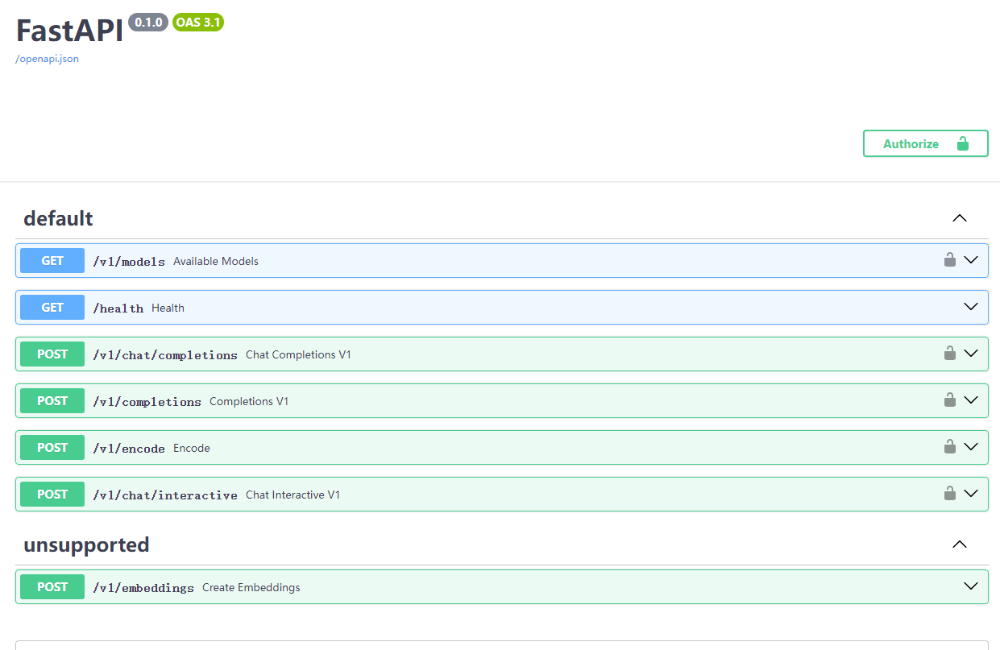 FastAPI 0.1.0 OAS 3.1
/openapi.json
Authorize
default
GET /v1/models Available Models
GET /health Health
POST /v1/chat/completions Chat Completions V1
POST /v1/completions Completions V1
POST /v1/encode Encode
POST /v1/chat/interactive Chat Interactive V1
unsupported
POST /v1/embeddings Create Embeddings